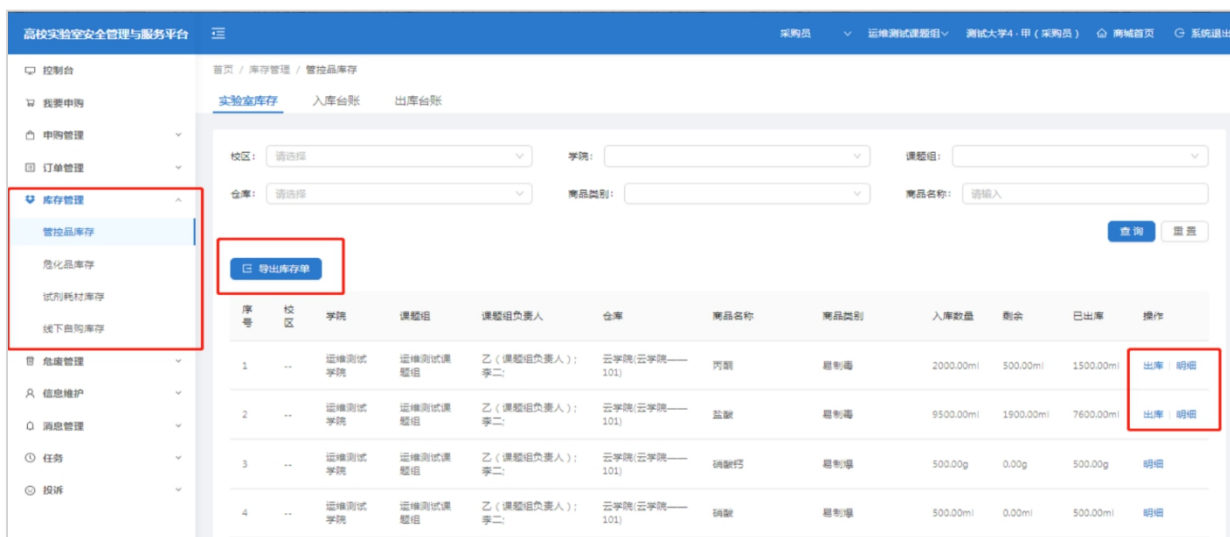 高校实验室安全管理与服务平台 采购员 运维测试课题组 测试大学4 - 甲（采购员） 商城首页 系统退出
控制台
我要申购
申购管理
订单管理
库存管理
管控品库存
危化品库存
试剂耗材库存
线下自购库存
危废管理
信息维护
消息管理
任务
投诉
首页 / 库存管理 / 管控品库存
实验室库存 入库台账 出库台账
校区： 请选择 学院： 课题组：
仓库： 请选择 商品类别： 商品名称： 请输入
查询 重置
导出库存单
序号 校区 学院 课题组 课题组负责人 仓库 商品名称 商品类别 入库数量 剩余 已出库 操作
1 -- 运维测试学院 运维测试课题组 乙（课题组负责人）；李二; 云学院(云学院——101) 丙酮 易制毒 2000.00ml 500.00ml 1500.00ml 出库 明细
2 -- 运维测试学院 运维测试课题组 乙（课题组负责人）；李二; 云学院(云学院——101) 盐酸 易制毒 9500.00ml 1900.00ml 7600.00ml 出库 明细
3 -- 运维测试学院 运维测试课题组 乙（课题组负责人）；李二; 云学院(云学院——101) 硝酸钙 易制爆 500.00g 0.00g 500.00g 明细
4 -- 运维测试学院 运维测试课题组 乙（课题组负责人）；李二; 云学院(云学院——101) 硝酸 易制爆 500.00ml 0.00ml 500.00ml 明细